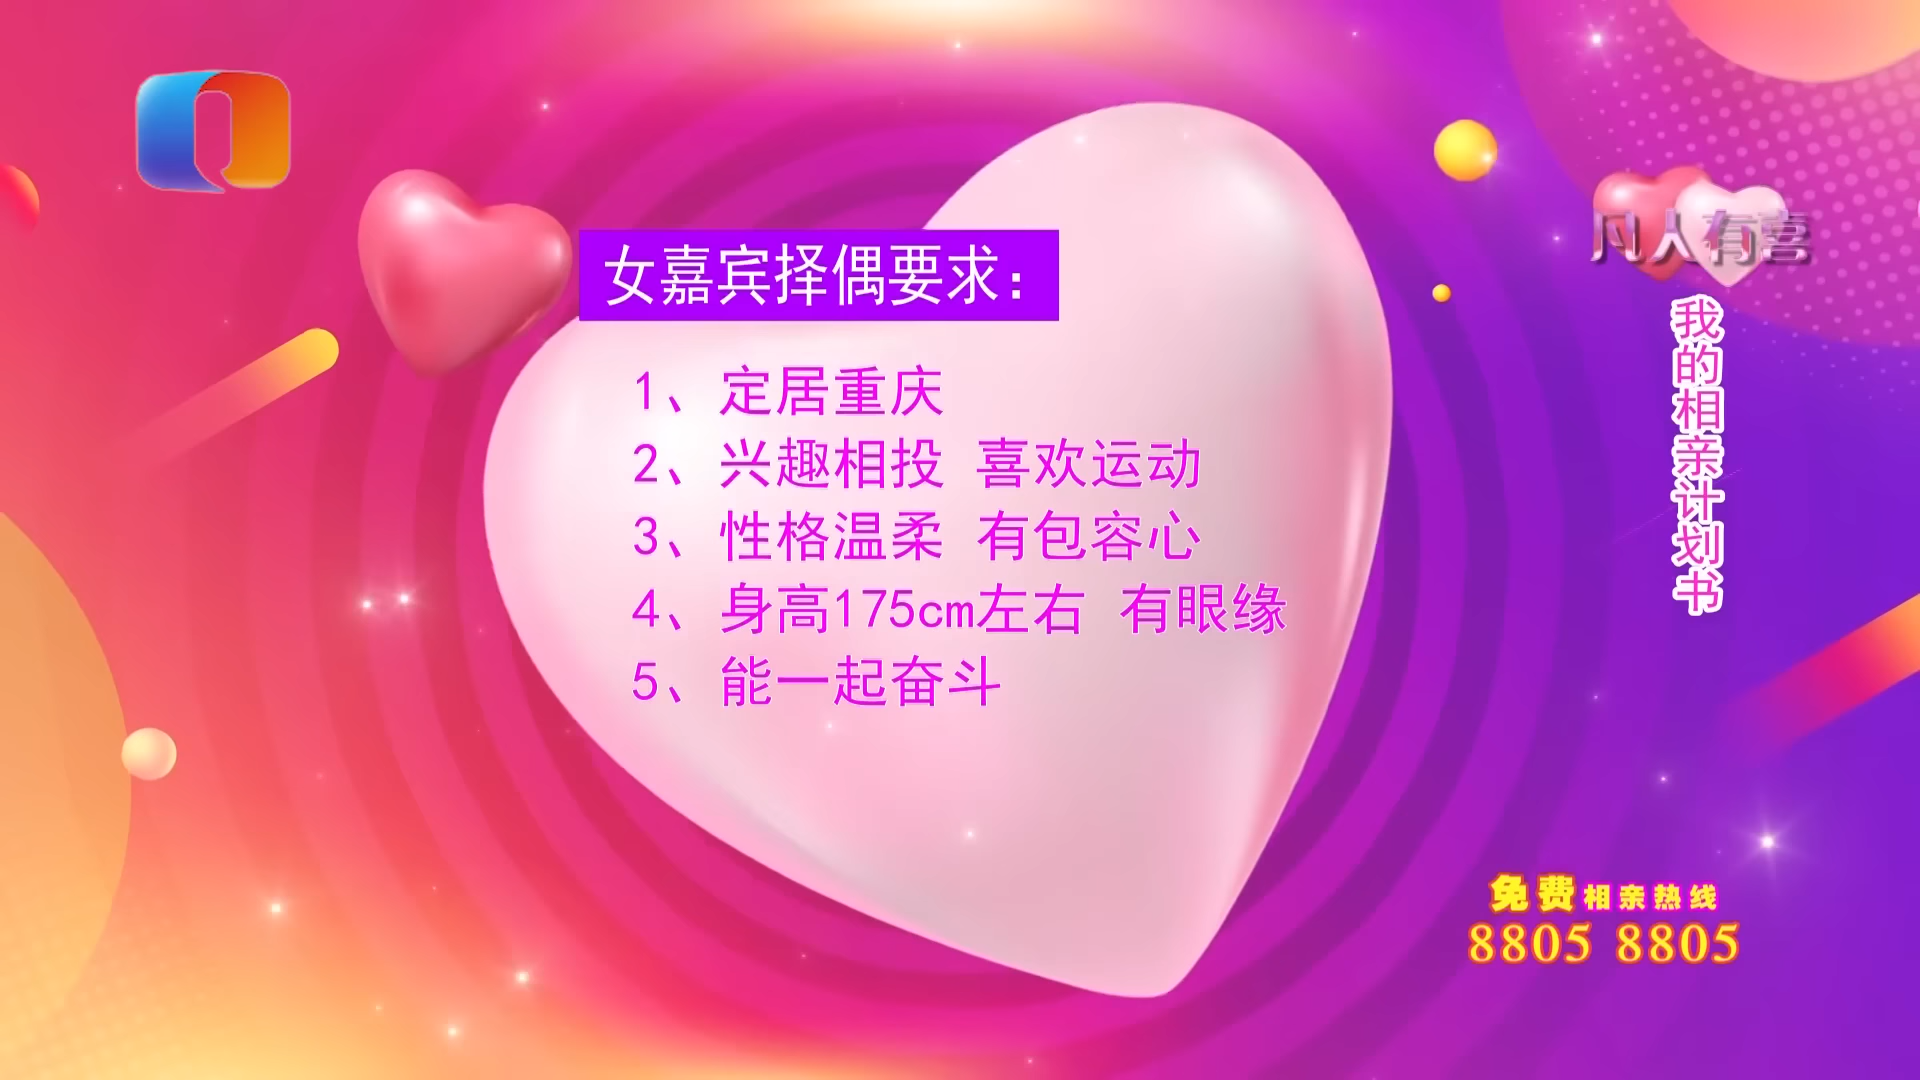 凡人有喜
女嘉宾择偶要求：
1、定居重庆
2、兴趣相投 喜欢运动
3、性格温柔 有包容心
4、身高175cm左右 有眼缘
5、能一起奋斗
我的相亲计划书
免费相亲热线
8805 8805